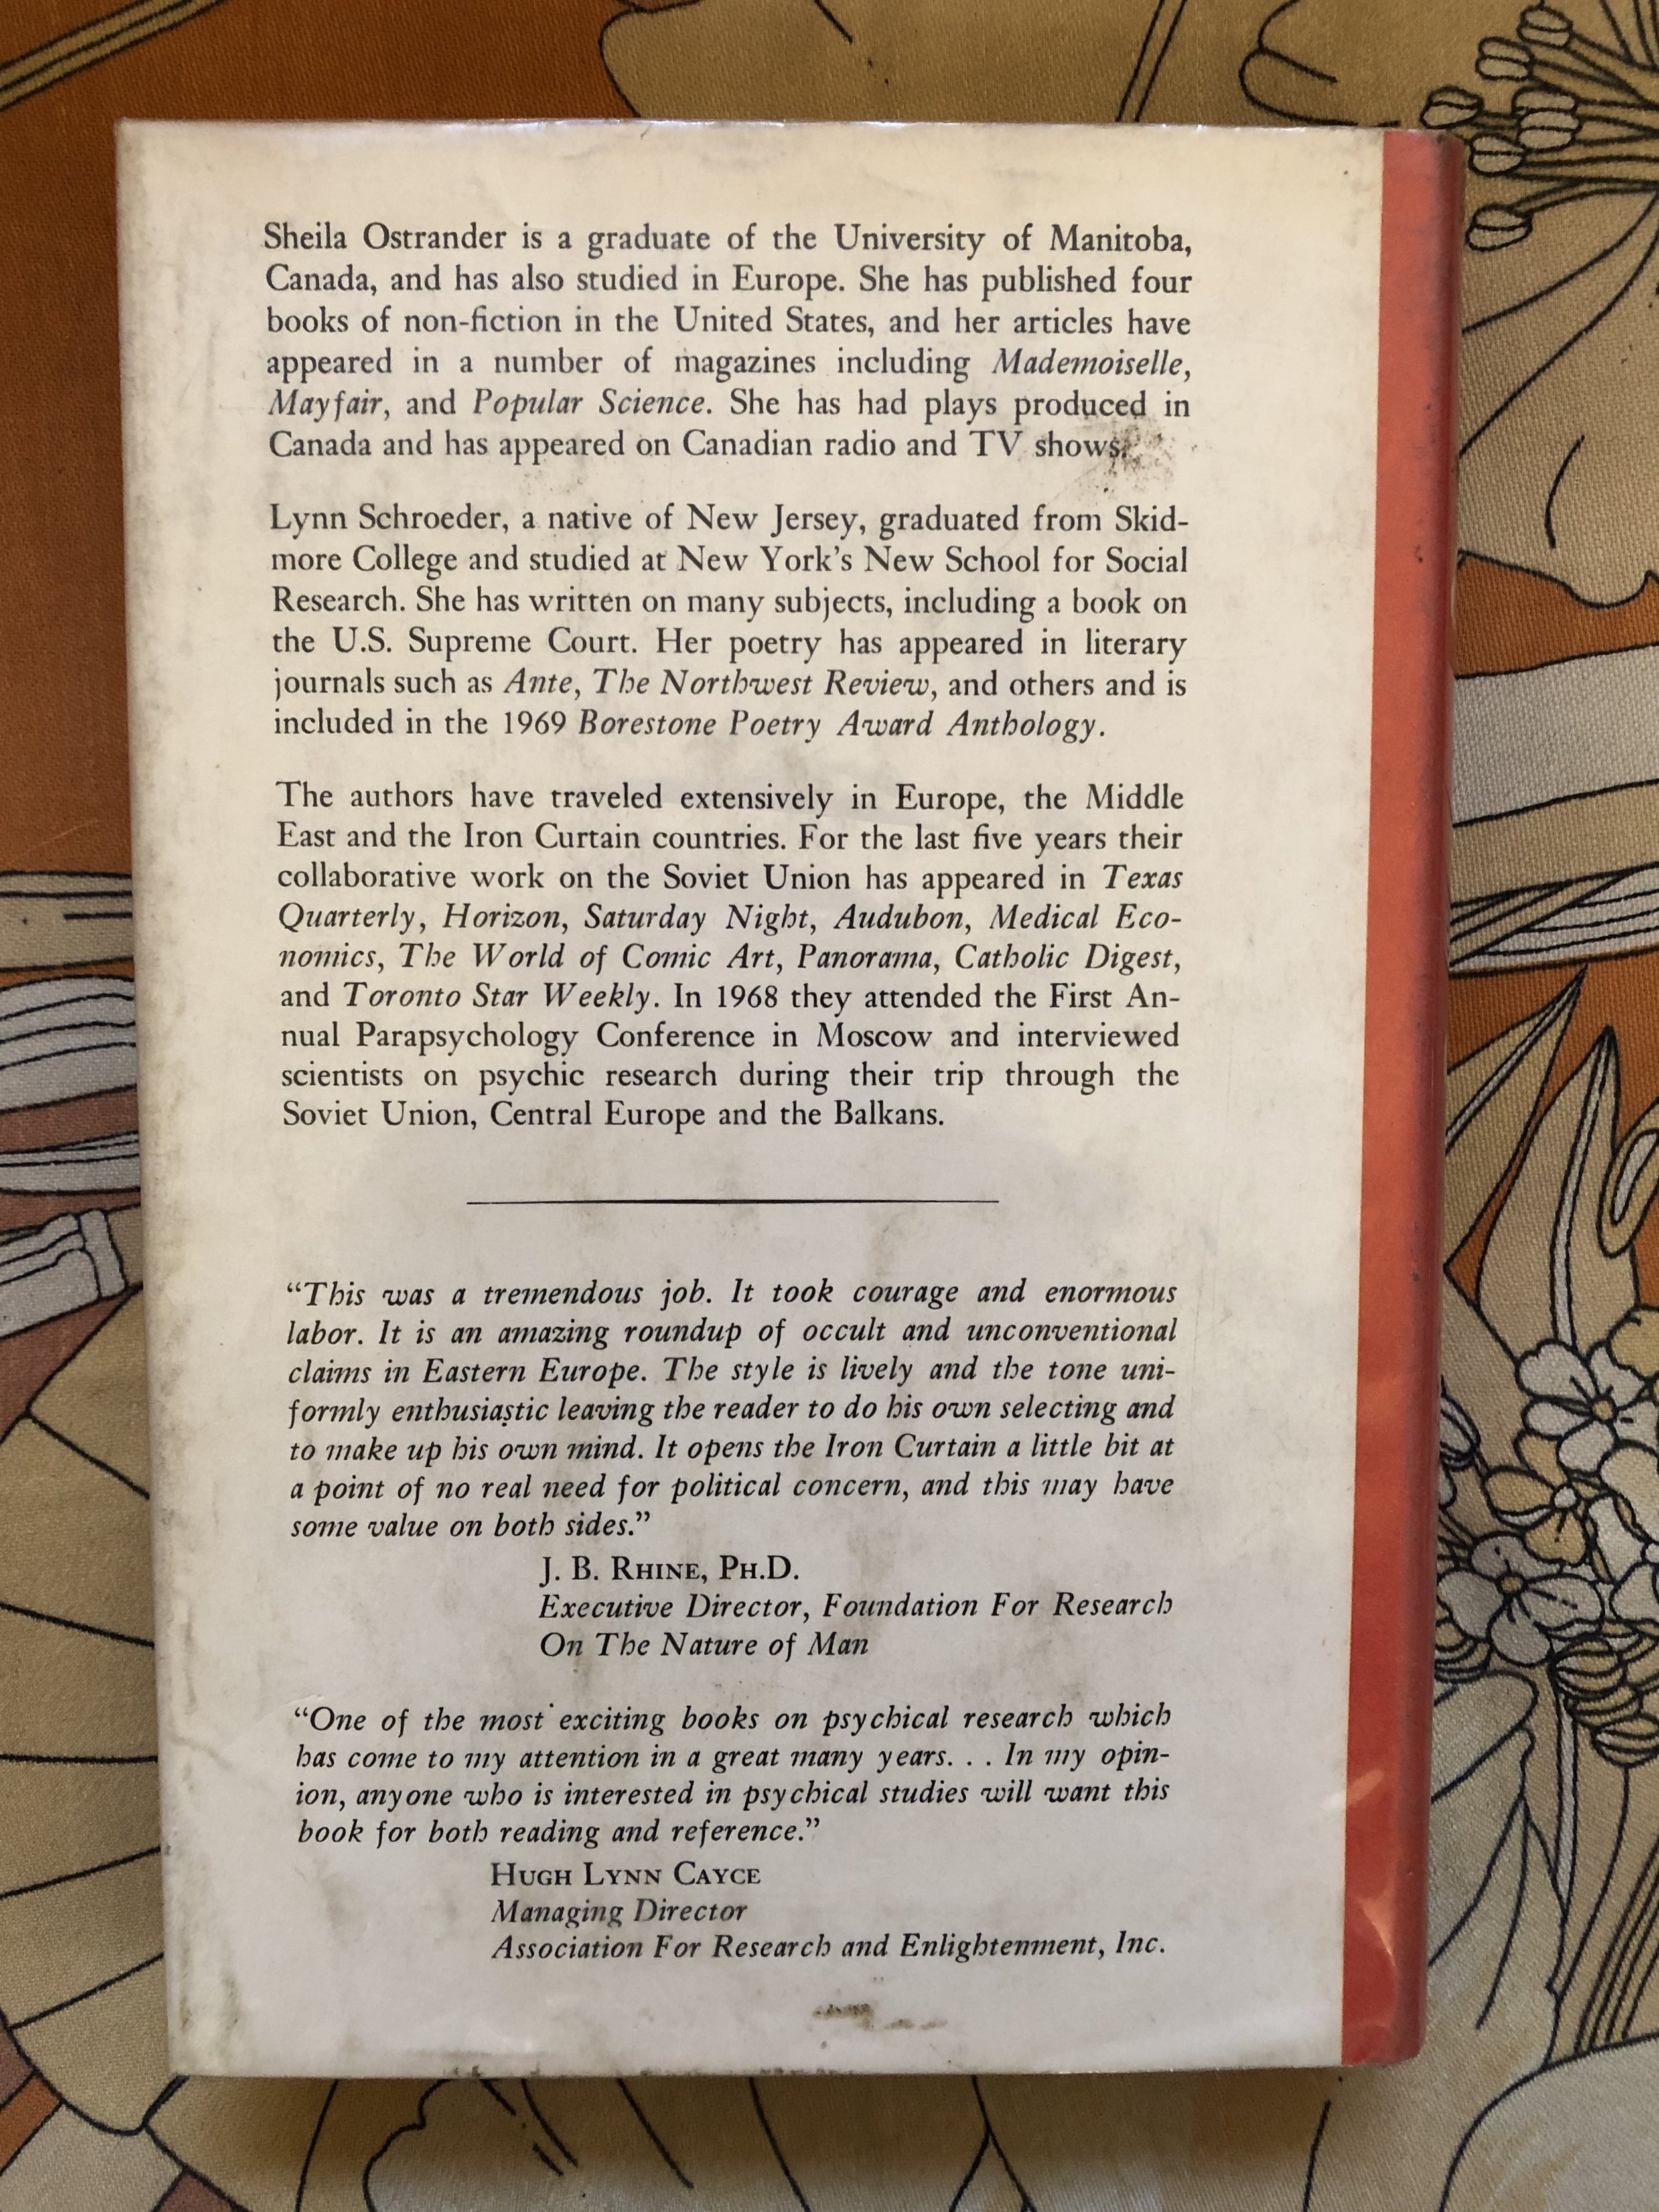 Sheila Ostrander is a graduate of the University of Manitoba,
Canada, and has also studied in Europe. She has published four
books of non-fiction in the United States, and her articles have
appeared in a number of magazines including Mademoiselle,
Mayfair, and Popular Science. She has had plays produced in
Canada and has appeared on Canadian radio and TV shows.
Lynn Schroeder, a native of New Jersey, graduated from Skid-
more College and studied at New York's New School for Social
Research. She has written on many subjects, including a book on
the U.S. Supreme Court. Her poetry has appeared in literary
journals such as Ante, The Northwest Review, and others and is
included in the 1969 Borestone Poetry Award Anthology.
The authors have traveled extensively in Europe, the Middle
East and the Iron Curtain countries. For the last five years their
collaborative work on the Soviet Union has appeared in Texas
Quarterly, Horizon, Saturday Night, Audubon, Medical Eco-
nomics, The World of Comic Art, Panorama, Catholic Digest,
and Toronto Star Weekly. In 1968 they attended the First An-
nual Parapsychology Conference in Moscow and interviewed
scientists on psychic research during their trip through the
Soviet Union, Central Europe and the Balkans.
“This was a tremendous job. It took courage and enormous
labor. It is an amazing roundup of occult and unconventional
claims in Eastern Europe. The style is lively and the tone uni-
formly enthusiastic leaving the reader to do his own selecting and
to make up his own mind. It opens the Iron Curtain a little bit at
a point of no real need for political concern, and this may have
some value on both sides.”
J. B. RHINE, PH.D.
Executive Director, Foundation For Research
On The Nature of Man
“One of the most exciting books on psychical research which
has come to my attention in a great many years. . . In my opin-
ion, anyone who is interested in psychical studies will want this
book for both reading and reference.”
HUGH LYNN CAYCE
Managing Director
Association For Research and Enlightenment, Inc.